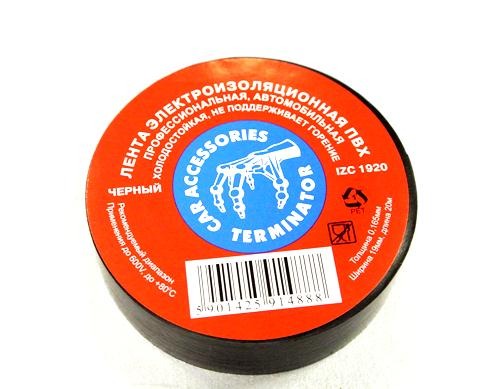 ЛЕНТА ЭЛЕКТРОИЗОЛЯЦИОННАЯ ПВХ
ПРОФЕССИОНАЛЬНАЯ, АВТОМОБИЛЬНАЯ
ХОЛОДОСТОЙКАЯ, НЕ ПОДДЕРЖИВАЕТ ГОРЕНИЕ
ЧЕРНЫЙ
IZC 1920
CAR ACCESSORIES
TERMINATOR
PET
Рекомендуемый диапазон
Применения до 600V, до +80°C
Толщина 0,165мм
Ширина 19мм, длина 20м
5 901425 914888